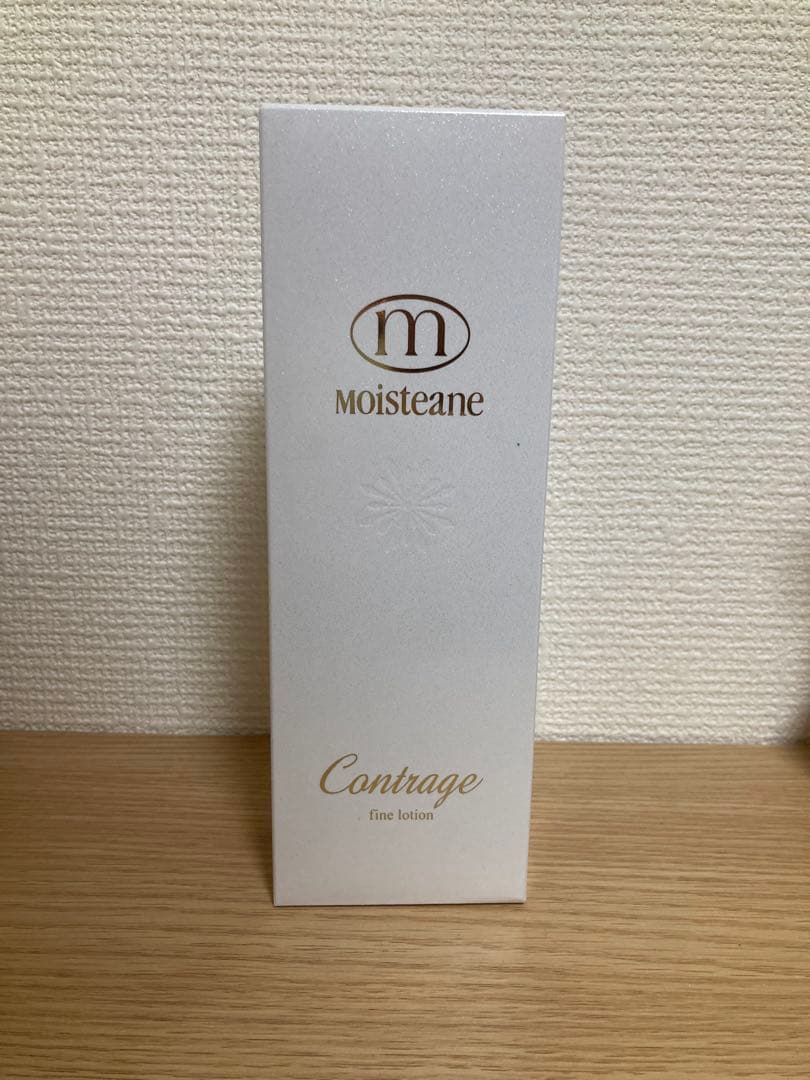 m
Moisteane
Contrage
fine lotion